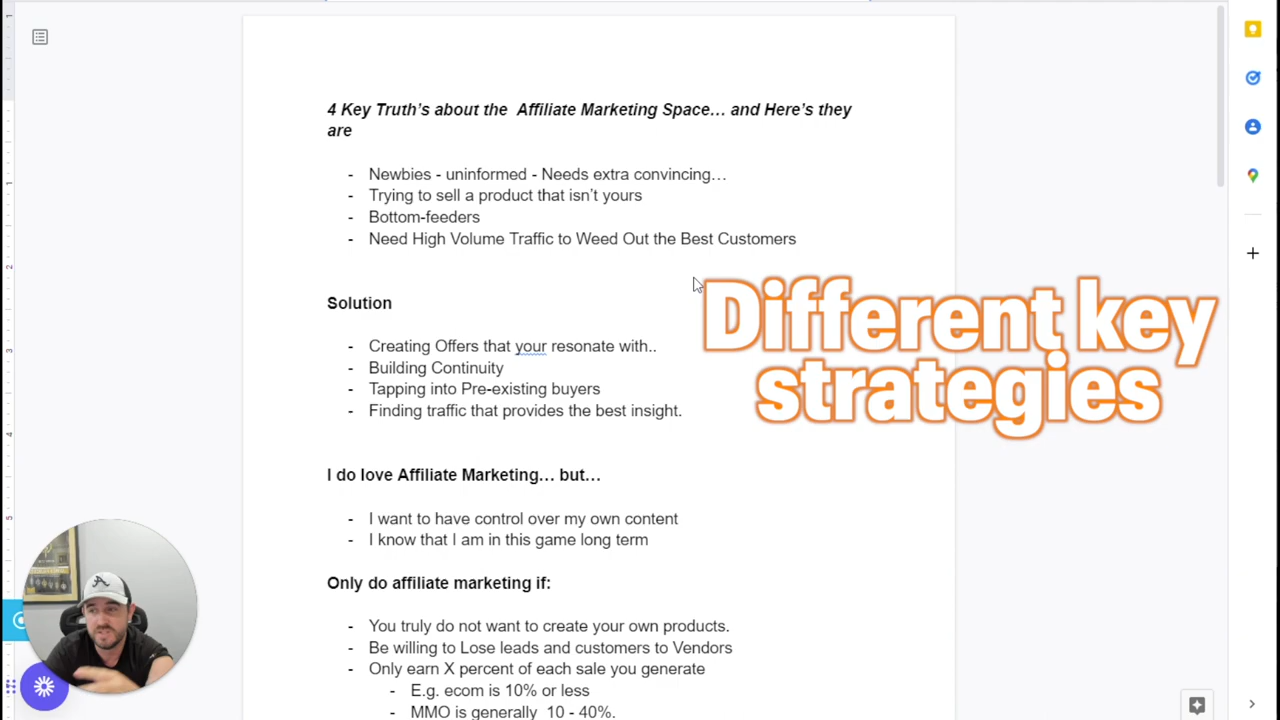 4 Key Truth’s about the  Affiliate Marketing Space… and Here’s they
are
- Newbies - uninformed - Needs extra convincing…
- Trying to sell a product that isn’t yours
- Bottom-feeders
- Need High Volume Traffic to Weed Out the Best Customers
Different key
strategies
Solution
- Creating Offers that your resonate with..
- Building Continuity
- Tapping into Pre-existing buyers
- Finding traffic that provides the best insight.
I do love Affiliate Marketing… but…
- I want to have control over my own content
- I know that I am in this game long term
Only do affiliate marketing if:
- You truly do not want to create your own products.
- Be willing to Lose leads and customers to Vendors
- Only earn X percent of each sale you generate
- E.g. ecom is 10% or less
- MMO is generally  10 - 40%.
1
1
2
3
4
5
A